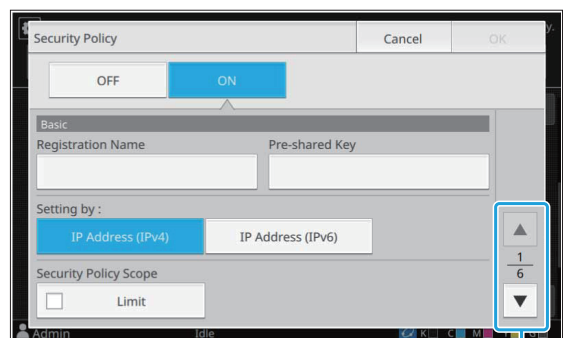 Security Policy
Cancel
OK
y.
OFF
ON
Basic
Registration Name
Pre-shared Key
Setting by :
IP Address (IPv4)
IP Address (IPv6)
1
6
Security Policy Scope
Limit
Admin
Idle
K
C
M
Y
G